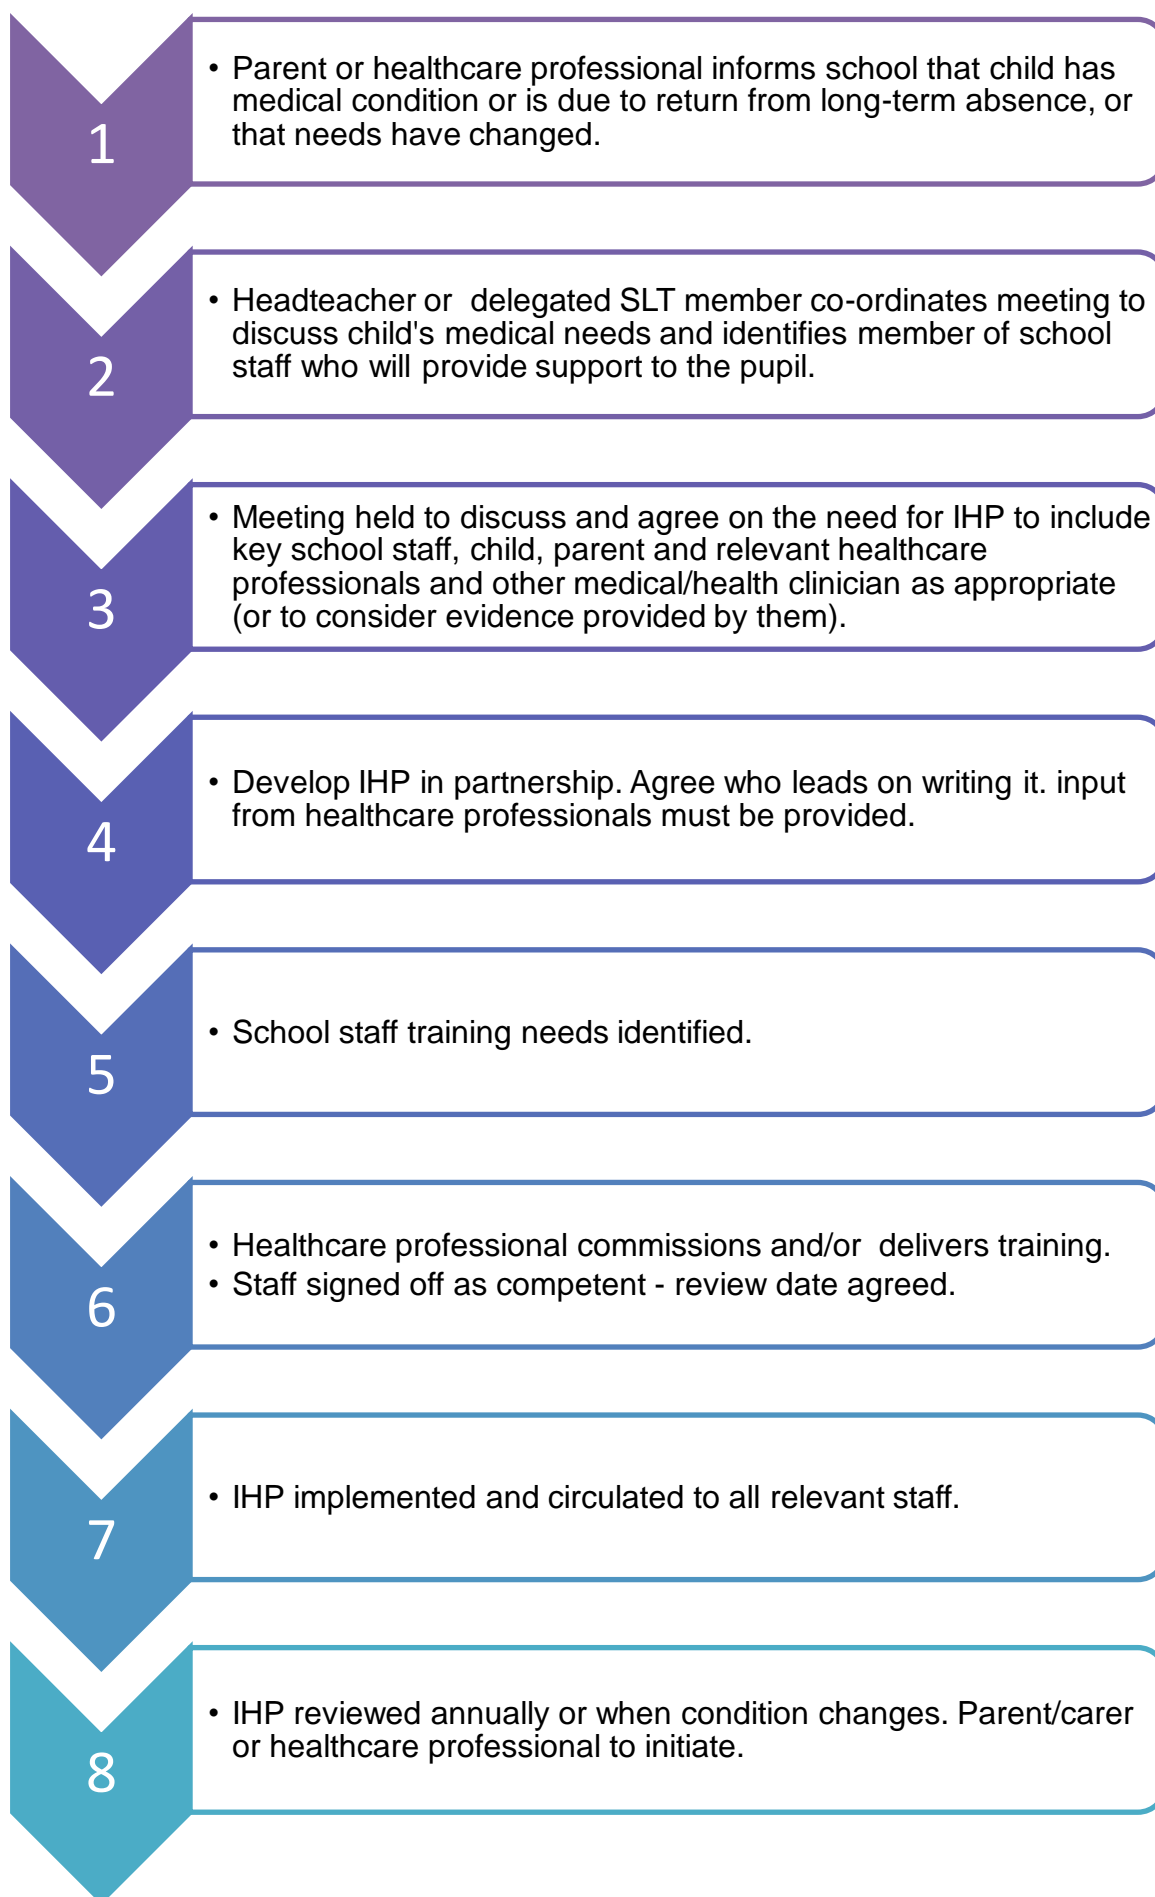 1
• Parent or healthcare professional informs school that child has
medical condition or is due to return from long-term absence, or
that needs have changed.
2
• Headteacher or  delegated SLT member co-ordinates meeting to
discuss child's medical needs and identifies member of school
staff who will provide support to the pupil.
3
• Meeting held to discuss and agree on the need for IHP to include
key school staff, child, parent and relevant healthcare
professionals and other medical/health clinician as appropriate
(or to consider evidence provided by them).
4
• Develop IHP in partnership. Agree who leads on writing it. input
from healthcare professionals must be provided.
5
• School staff training needs identified.
6
• Healthcare professional commissions and/or  delivers training.
• Staff signed off as competent - review date agreed.
7
• IHP implemented and circulated to all relevant staff.
8
• IHP reviewed annually or when condition changes. Parent/carer
or healthcare professional to initiate.